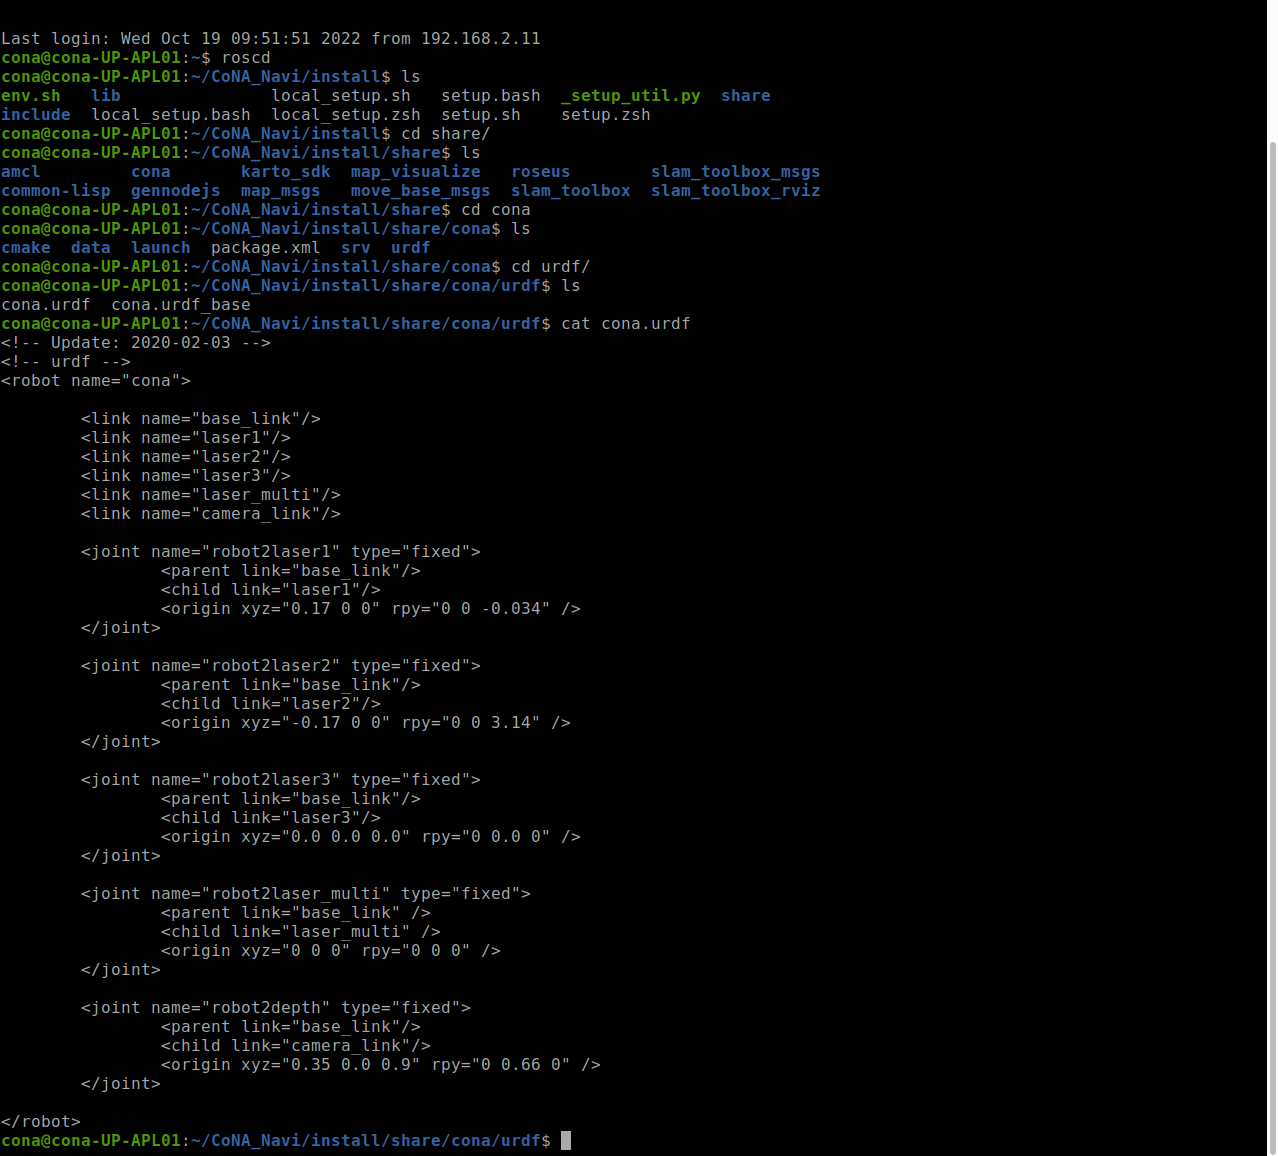 Last login: Wed Oct 19 09:51:51 2022 from 192.168.2.11
cona@cona-UP-APL01:~$ roscd
cona@cona-UP-APL01:~/CoNA_Navi/install$ ls
env.sh   lib               local_setup.sh   setup.bash  _setup_util.py  share
include  local_setup.bash  local_setup.zsh  setup.sh    setup.zsh
cona@cona-UP-APL01:~/CoNA_Navi/install$ cd share/
cona@cona-UP-APL01:~/CoNA_Navi/install/share$ ls
amcl         cona       karto_sdk  map_visualize   roseus        slam_toolbox_msgs
common-lisp  gennodejs  map_msgs   move_base_msgs  slam_toolbox  slam_toolbox_rviz
cona@cona-UP-APL01:~/CoNA_Navi/install/share$ cd cona
cona@cona-UP-APL01:~/CoNA_Navi/install/share/cona$ ls
cmake  data  launch  package.xml  srv  urdf
cona@cona-UP-APL01:~/CoNA_Navi/install/share/cona$ cd urdf/
cona@cona-UP-APL01:~/CoNA_Navi/install/share/cona/urdf$ ls
cona.urdf  cona.urdf_base
cona@cona-UP-APL01:~/CoNA_Navi/install/share/cona/urdf$ cat cona.urdf
<!-- Update: 2020-02-03 -->
<!-- urdf -->
<robot name="cona">

        <link name="base_link"/>
        <link name="laser1"/>
        <link name="laser2"/>
        <link name="laser3"/>
        <link name="laser_multi"/>
        <link name="camera_link"/>

        <joint name="robot2laser1" type="fixed">
                <parent link="base_link"/>
                <child link="laser1"/>
                <origin xyz="0.17 0 0" rpy="0 0 -0.034" />
        </joint>

        <joint name="robot2laser2" type="fixed">
                <parent link="base_link"/>
                <child link="laser2"/>
                <origin xyz="-0.17 0 0" rpy="0 0 3.14" />
        </joint>

        <joint name="robot2laser3" type="fixed">
                <parent link="base_link"/>
                <child link="laser3"/>
                <origin xyz="0.0 0.0 0.0" rpy="0 0.0 0" />
        </joint>

        <joint name="robot2laser_multi" type="fixed">
                <parent link="base_link" />
                <child link="laser_multi" />
                <origin xyz="0 0 0" rpy="0 0 0" />
        </joint>

        <joint name="robot2depth" type="fixed">
                <parent link="base_link"/>
                <child link="camera_link"/>
                <origin xyz="0.35 0.0 0.9" rpy="0 0.66 0" />
        </joint>

</robot>
cona@cona-UP-APL01:~/CoNA_Navi/install/share/cona/urdf$